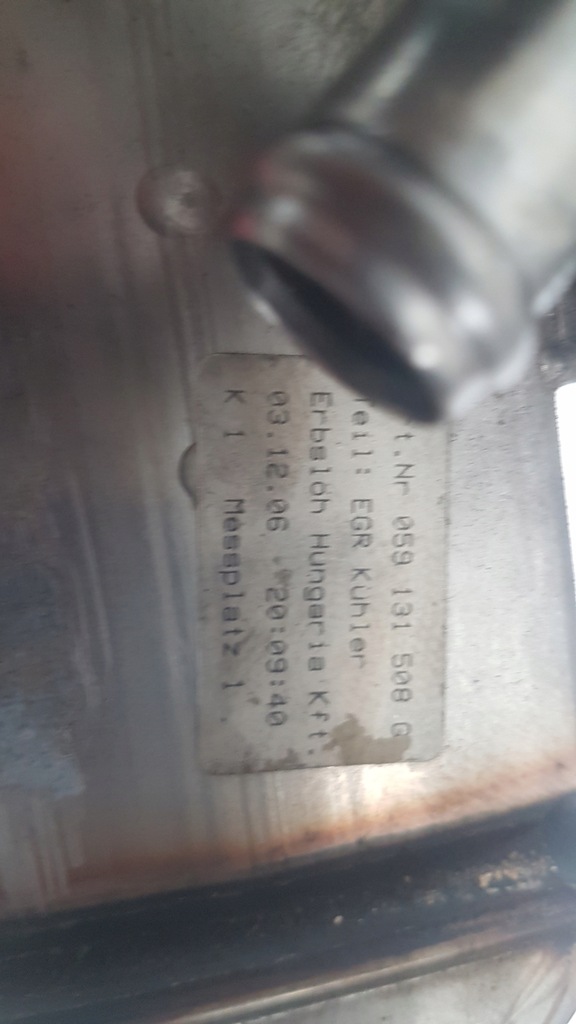 t.Nr 059 131 508 G
Teil: EGR Kühler
Erbslöh Hungaria Kft.
03.12.06 20:09:40
K 1 Messplatz 1